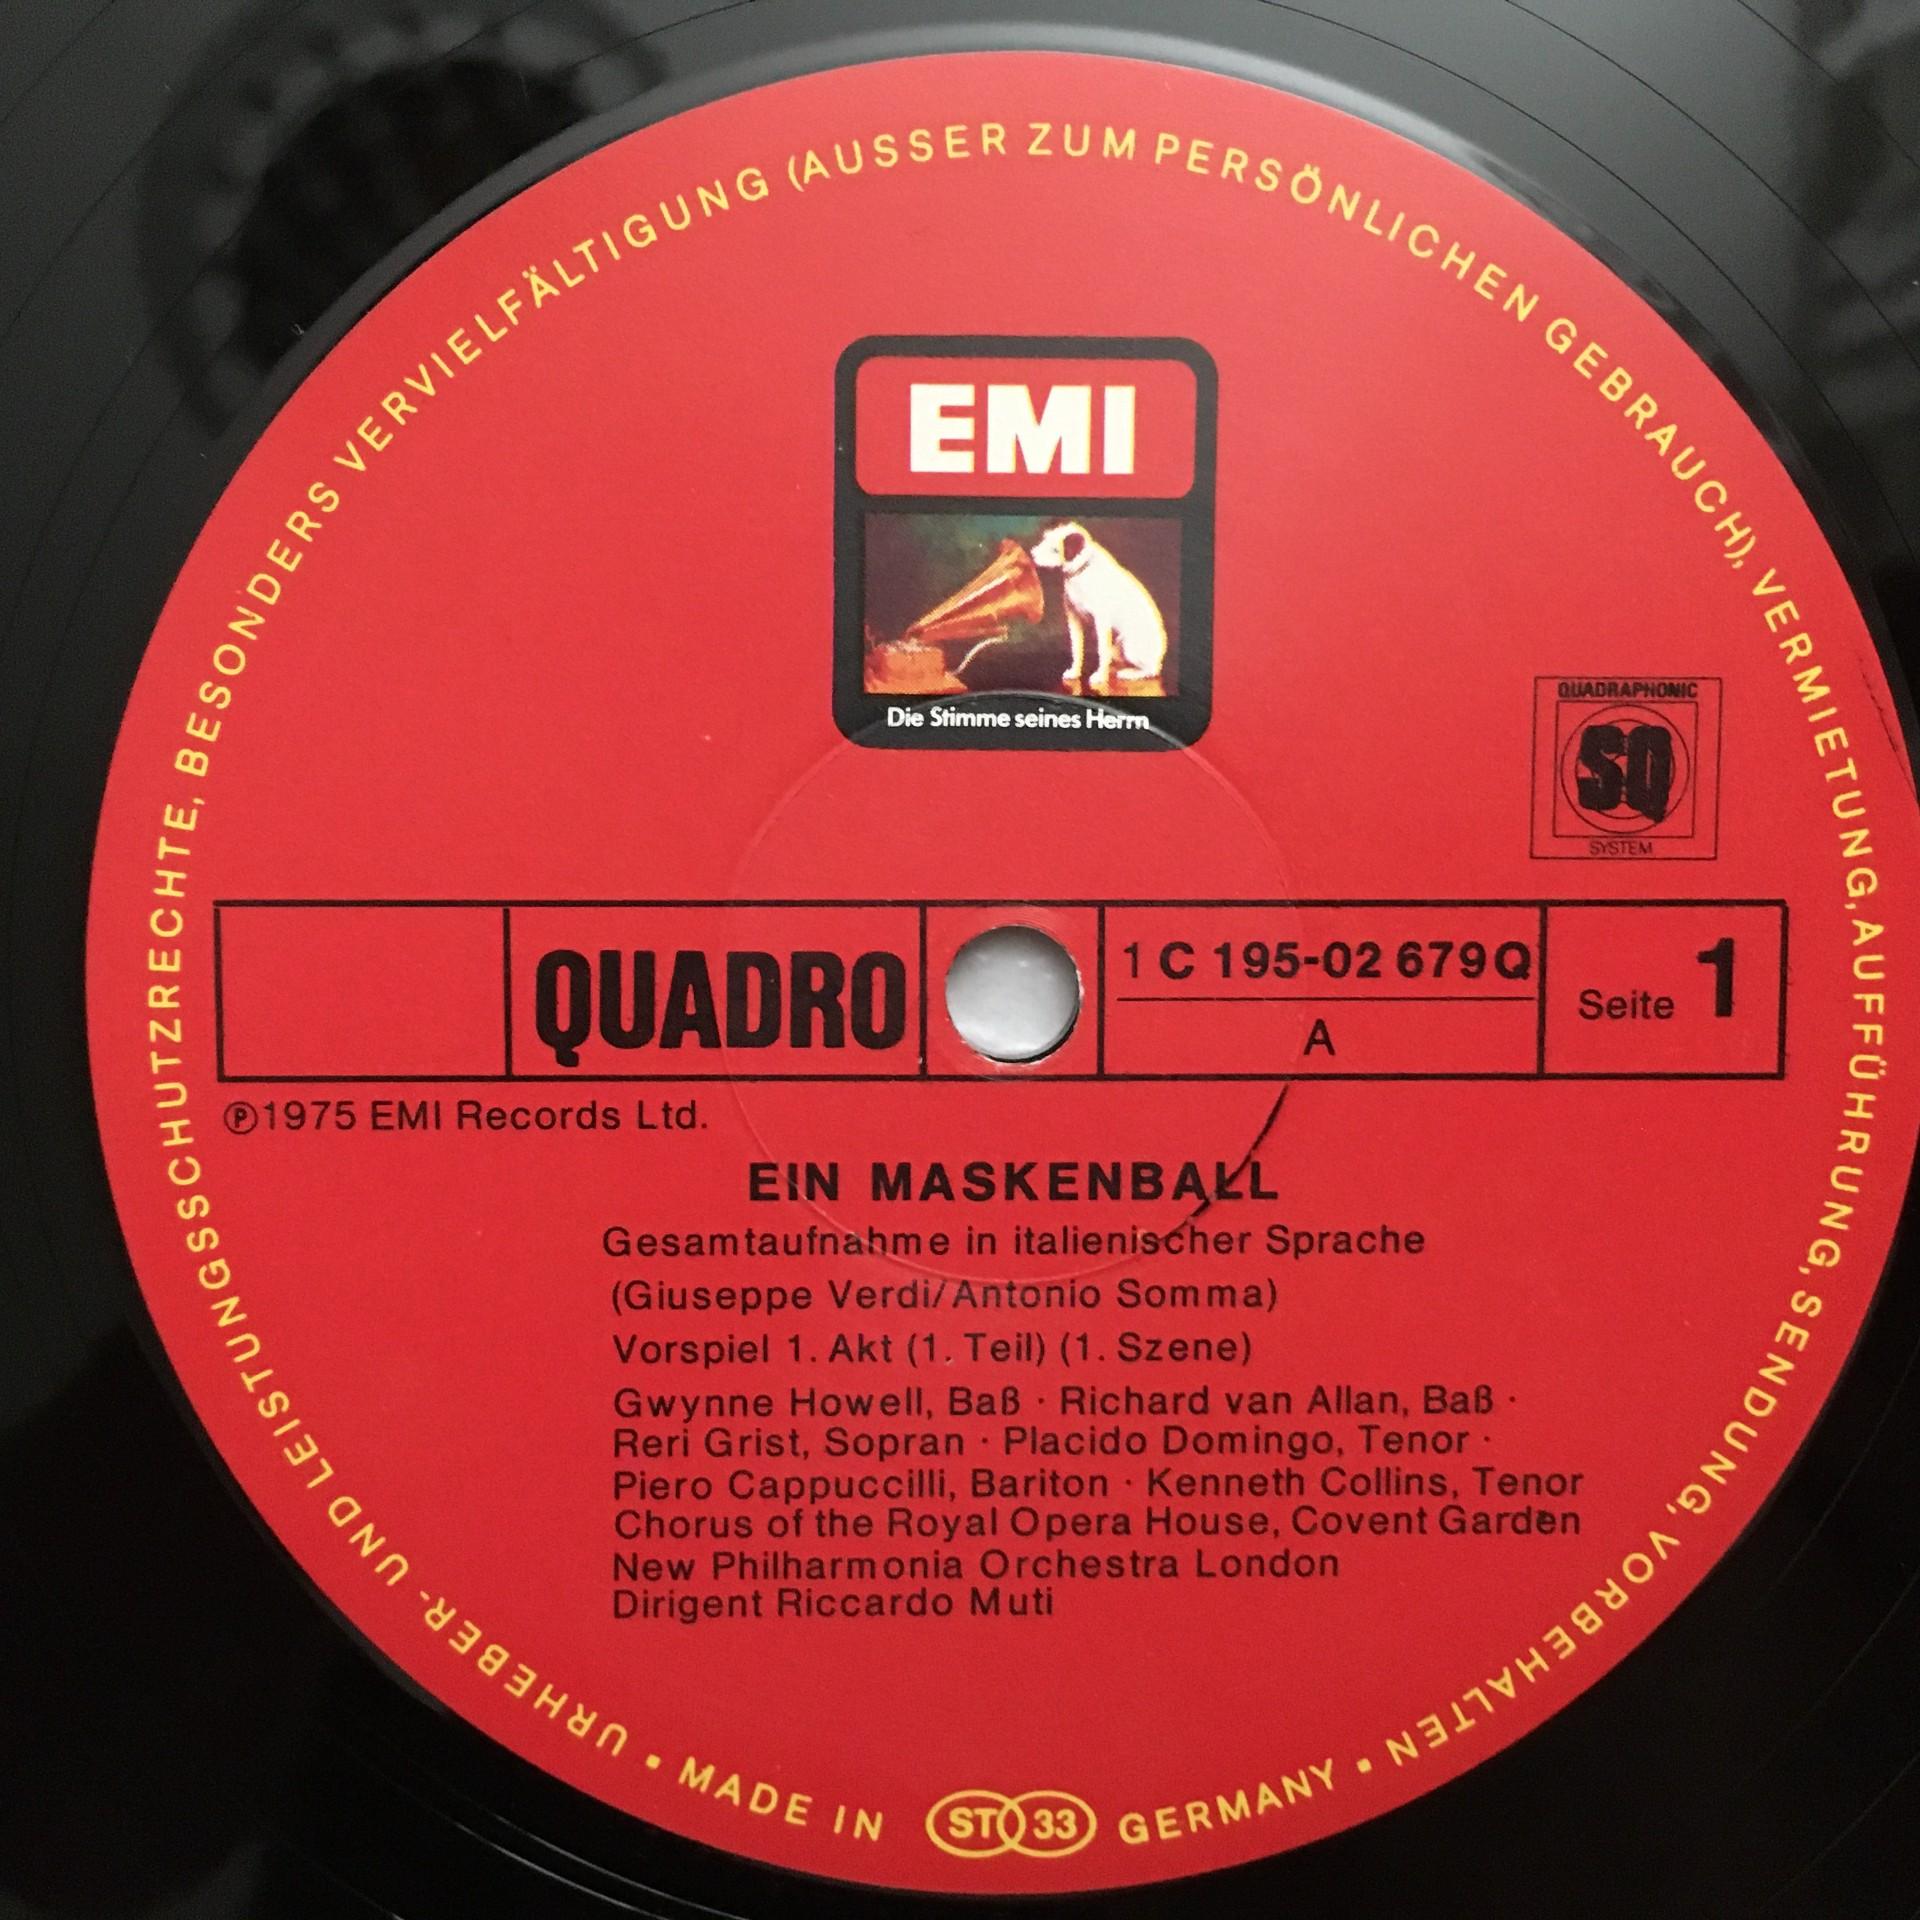 URHEBER- UND LEISTUNGSSCHUTZRECHTE, BESONDERS VERVIELFÄLTIGUNG (AUSSER ZUM PERSÖNLICHEN GEBRAUCH), VERMIETUNG, AUFFÜHRUNG, SENDUNG, VORBEHALTEN •
EMI
Die Stimme seines Herrn
QUADRAPHONIC
SQ
SYSTEM
QUADRO
1 C 195-02 679 Q
A
Seite 1
℗1975 EMI Records Ltd.
EIN MASKENBALL
Gesamtaufnahme in italienischer Sprache
(Giuseppe Verdi/Antonio Somma)
Vorspiel 1. Akt (1. Teil) (1. Szene)
Gwynne Howell, Baß · Richard van Allan, Baß ·
Reri Grist, Sopran · Placido Domingo, Tenor ·
Piero Cappuccilli, Bariton · Kenneth Collins, Tenor
Chorus of the Royal Opera House, Covent Garden
New Philharmonia Orchestra London
Dirigent Riccardo Muti
• MADE IN ST 33 GERMANY